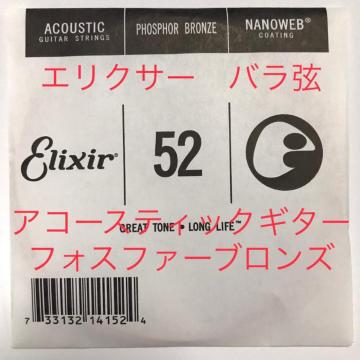 ACOUSTIC
GUITAR STRINGS
PHOSPHOR BRONZE
NANOWEB®
COATING
エリクサー バラ弦
Elixir®
52
アコースティックギター
GREAT TONE • LONG LIFE™
フォスファーブロンズ
7 33132 14152 4